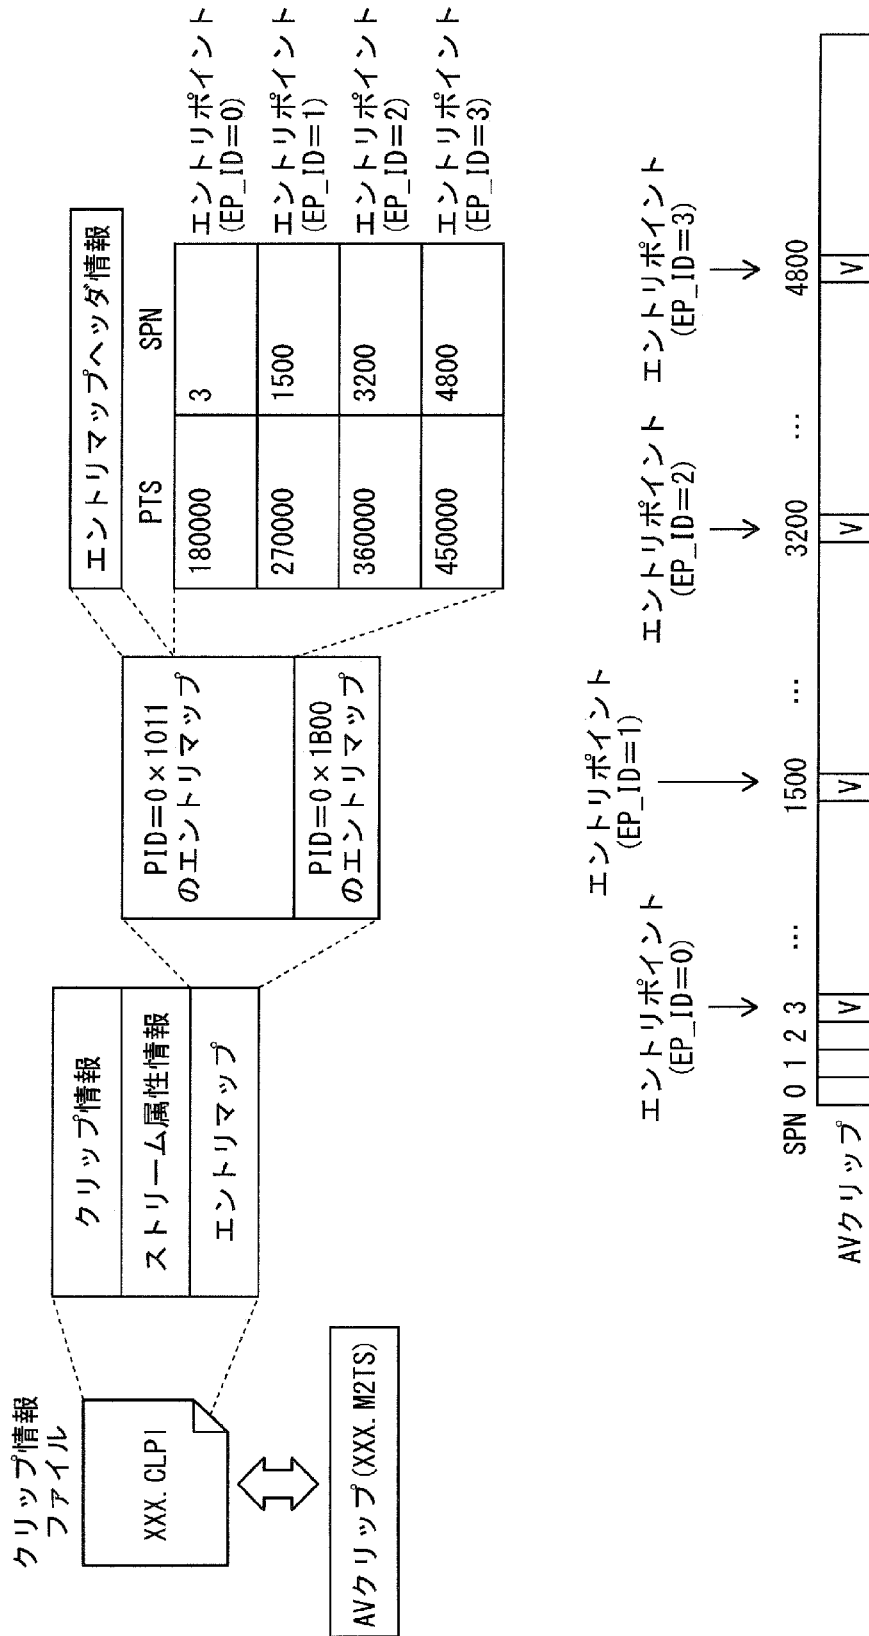 クリップ情報
ファイル
XXX. CLPI
AVクリップ(XXX. M2TS)
クリップ情報
ストリーム属性情報
エントリマップ
PID=0×1011
のエントリマップ
PID=0×1B00
のエントリマップ
エントリマップヘッダ情報
PTS SPN
180000 3 エントリポイント
(EP_ID=0)
270000 1500 エントリポイント
(EP_ID=1)
360000 3200 エントリポイント
(EP_ID=2)
450000 4800 エントリポイント
(EP_ID=3)
エントリポイント
(EP_ID=0)
エントリポイント
(EP_ID=1)
エントリポイント
(EP_ID=2)
エントリポイント
(EP_ID=3)
SPN 0 1 2 3 … 1500 … 3200 … 4800
AVクリップ V V V V